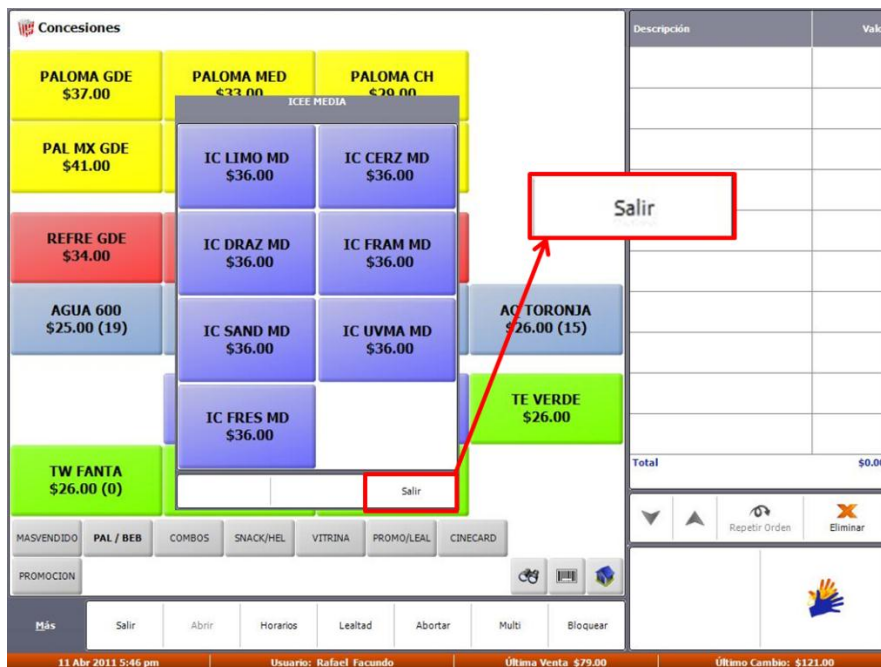 Concesiones
Descripción
PALOMA GDE
$37.00
PALOMA MED
$33.00
PALOMA CH
$29.00
ICEE MEDIA
PAL MX GDE
$41.00
IC LIMO MD
$36.00
IC CERZ MD
$36.00
Salir
REFRE GDE
$34.00
IC DRAZ MD
$36.00
IC FRAM MD
$36.00
AGUA 600
$25.00 (19)
IC SAND MD
$36.00
IC UVMA MD
$36.00
$26.00 (15)
IC FRES MD
$36.00
TE VERDE
$26.00
TW FANTA
$26.00 (0)
Salir
Total
MASVENDIDO
PAL / BEB
COMBOS
SNACK/HEL
VITRINA
PROMO/LEAL
CINECARD
Repetir Orden
Eliminar
PROMOCION
Más
Salir
Abrir
Horarios
Lealtad
Abortar
Multi
Bloquear
11 Abr 2011 5:46 pm
Usuario: Rafael Facundo
Última Venta $79.00
Último Cambio: $121.00